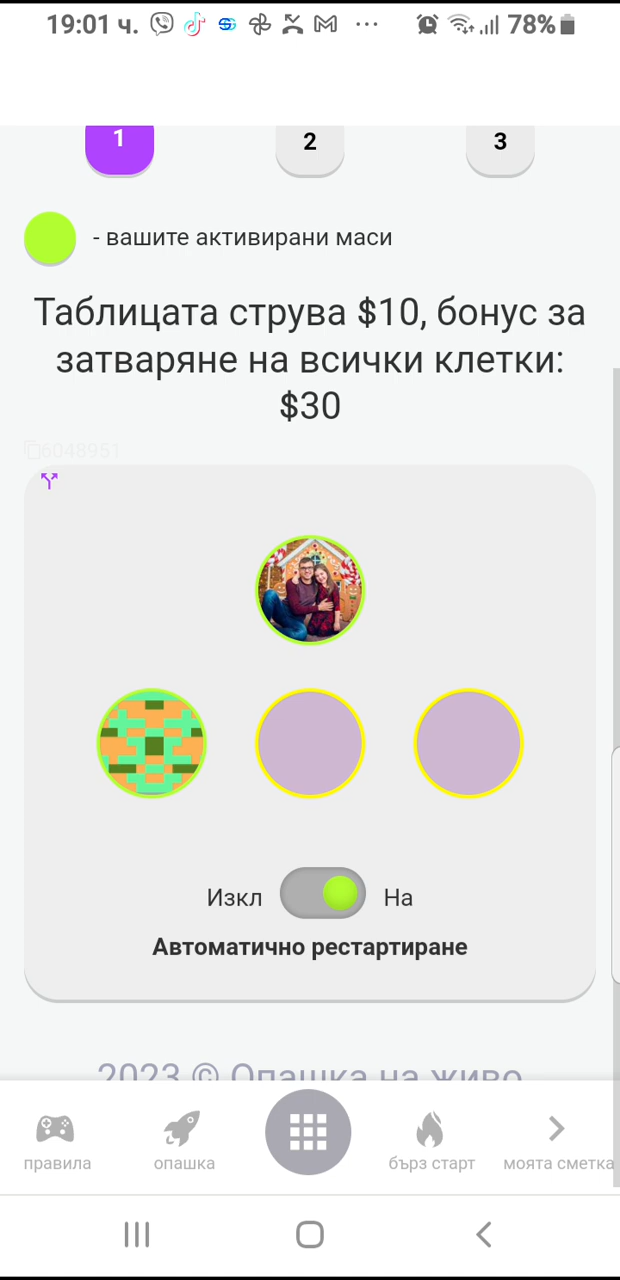 19:01 ч. 78%
1 2 3
- вашите активирани маси
Таблицата струва $10, бонус за
затваряне на всички клетки:
$30
6048951
Изкл На
Автоматично рестартиране
2023 © Опашка на живо
правила опашка бърз старт моята сметка